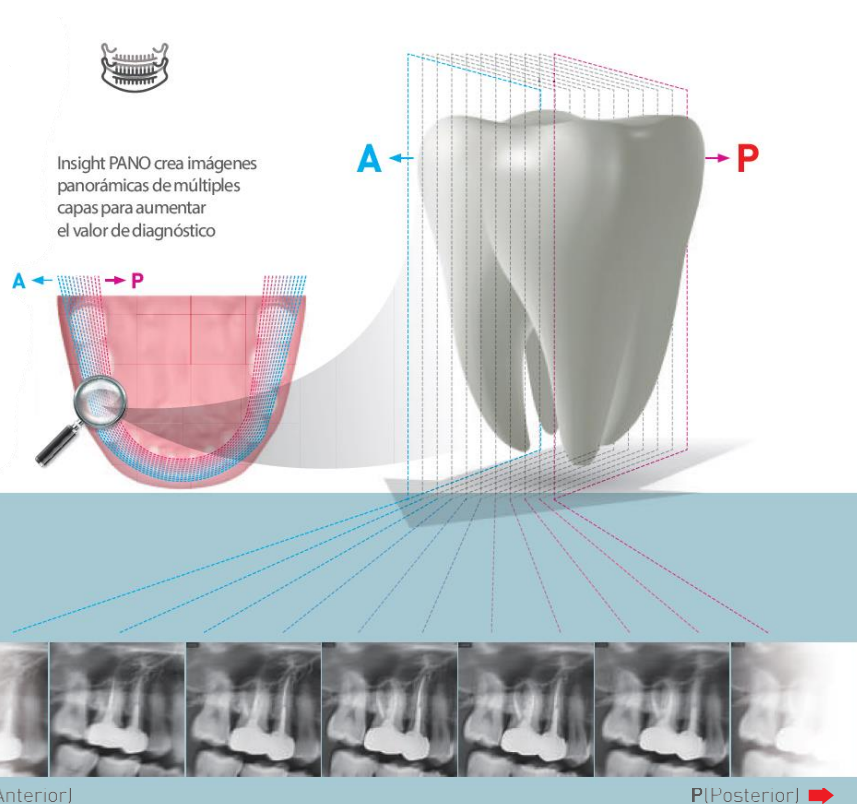 Insight PANO crea imágenes
panorámicas de múltiples
capas para aumentar
el valor de diagnóstico
A
P
A
P
Anterior)
P(Posterior)